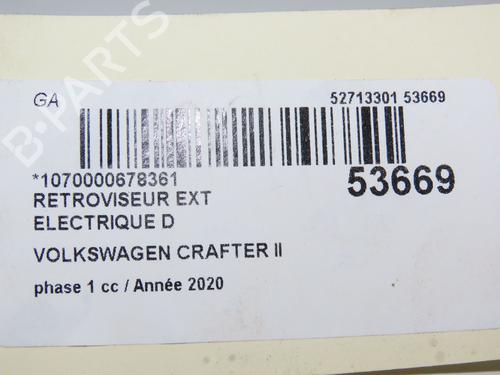 GA
52713301 53669
*1070000678361
53669
RETROVISEUR EXT
ELECTRIQUE D
VOLKSWAGEN CRAFTER II
phase 1 cc / Année 2020
B-PARTS